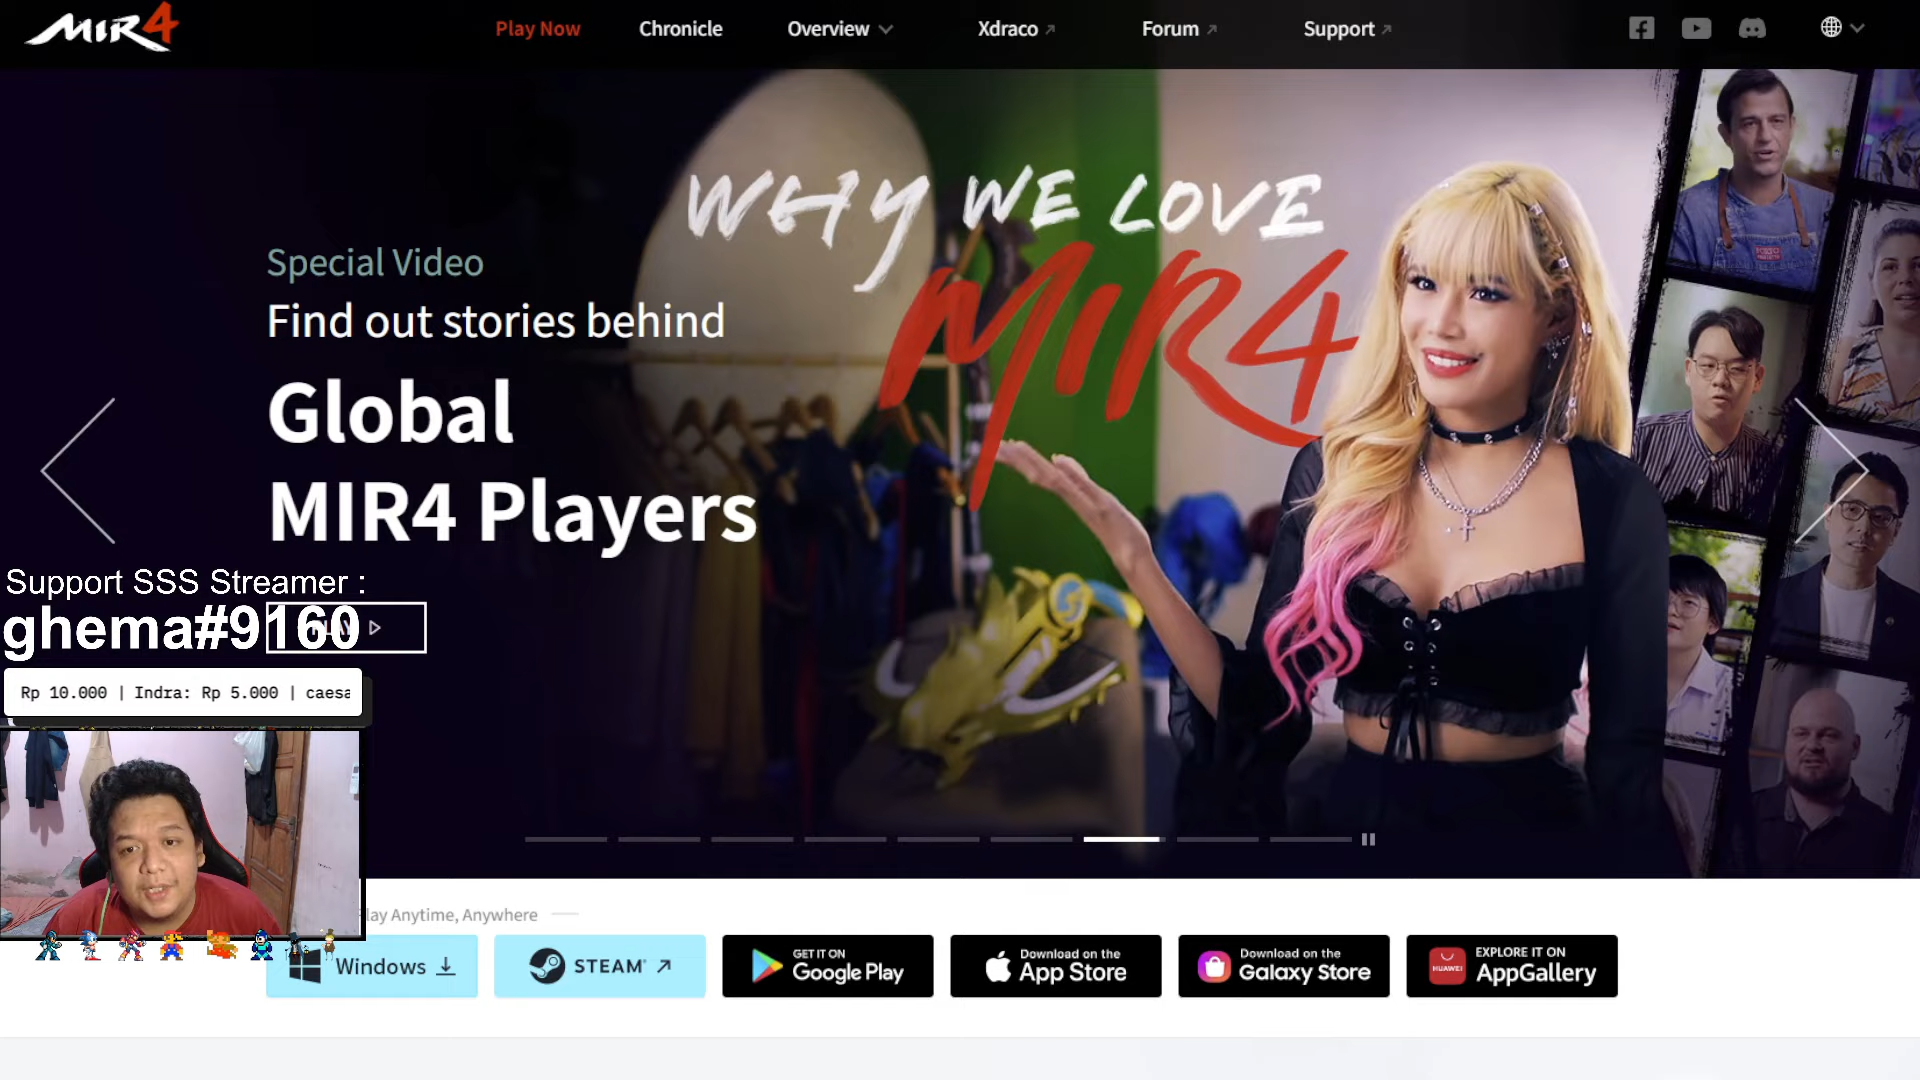 MIR4
Play Now
Chronicle
Overview
Xdraco
Forum
Support
WHY WE LOVE
MIR4
Special Video
Find out stories behind
Global
MIR4 Players
Support SSS Streamer :
ghema#9160
Rp 10.000 | Indra: Rp 5.000 | caesa
lay Anytime, Anywhere
Windows
STEAM
GET IT ON
Google Play
Download on the
App Store
Download on the
Galaxy Store
HUAWEI
EXPLORE IT ON
AppGallery